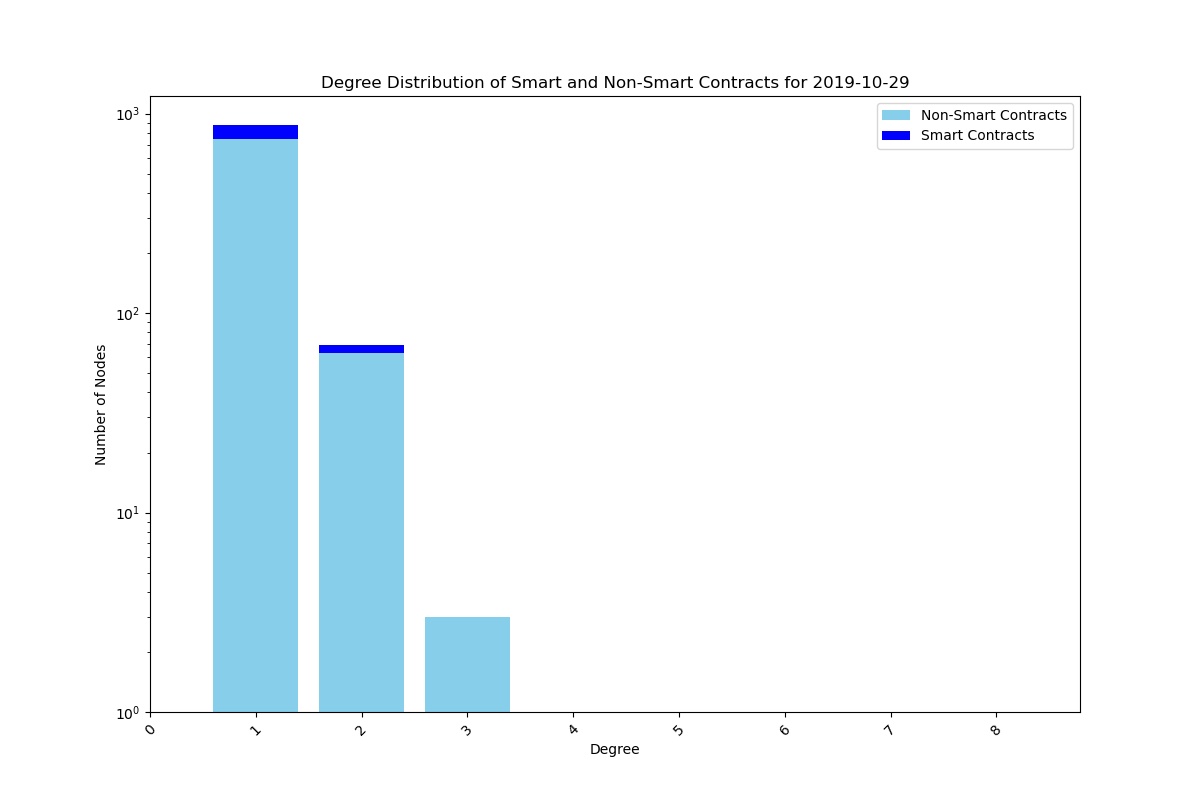 Degree Distribution of Smart and Non-Smart Contracts for 2019-10-29
Non-Smart Contracts
Smart Contracts
Number of Nodes
10³
10²
10¹
10⁰
0 1 2 3 4 5 6 7 8
Degree